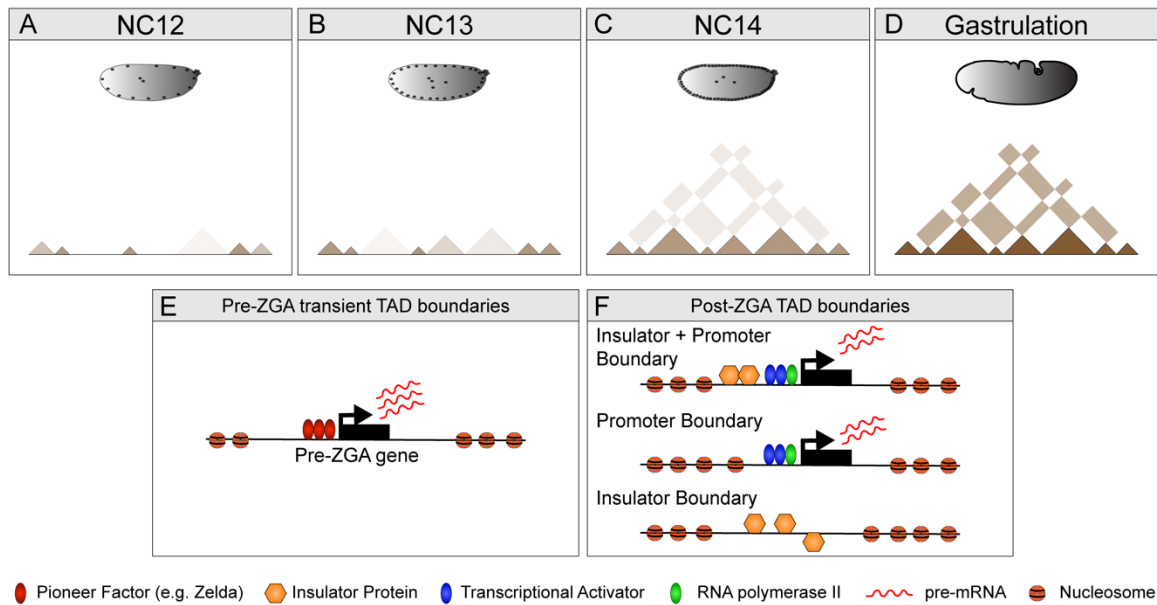 A NC12
B NC13
C NC14
D Gastrulation
E Pre-ZGA transient TAD boundaries
Pre-ZGA gene
F Post-ZGA TAD boundaries
Insulator + Promoter
Boundary
Promoter Boundary
Insulator Boundary
Pioneer Factor (e.g. Zelda) Insulator Protein Transcriptional Activator RNA polymerase II pre-mRNA Nucleosome